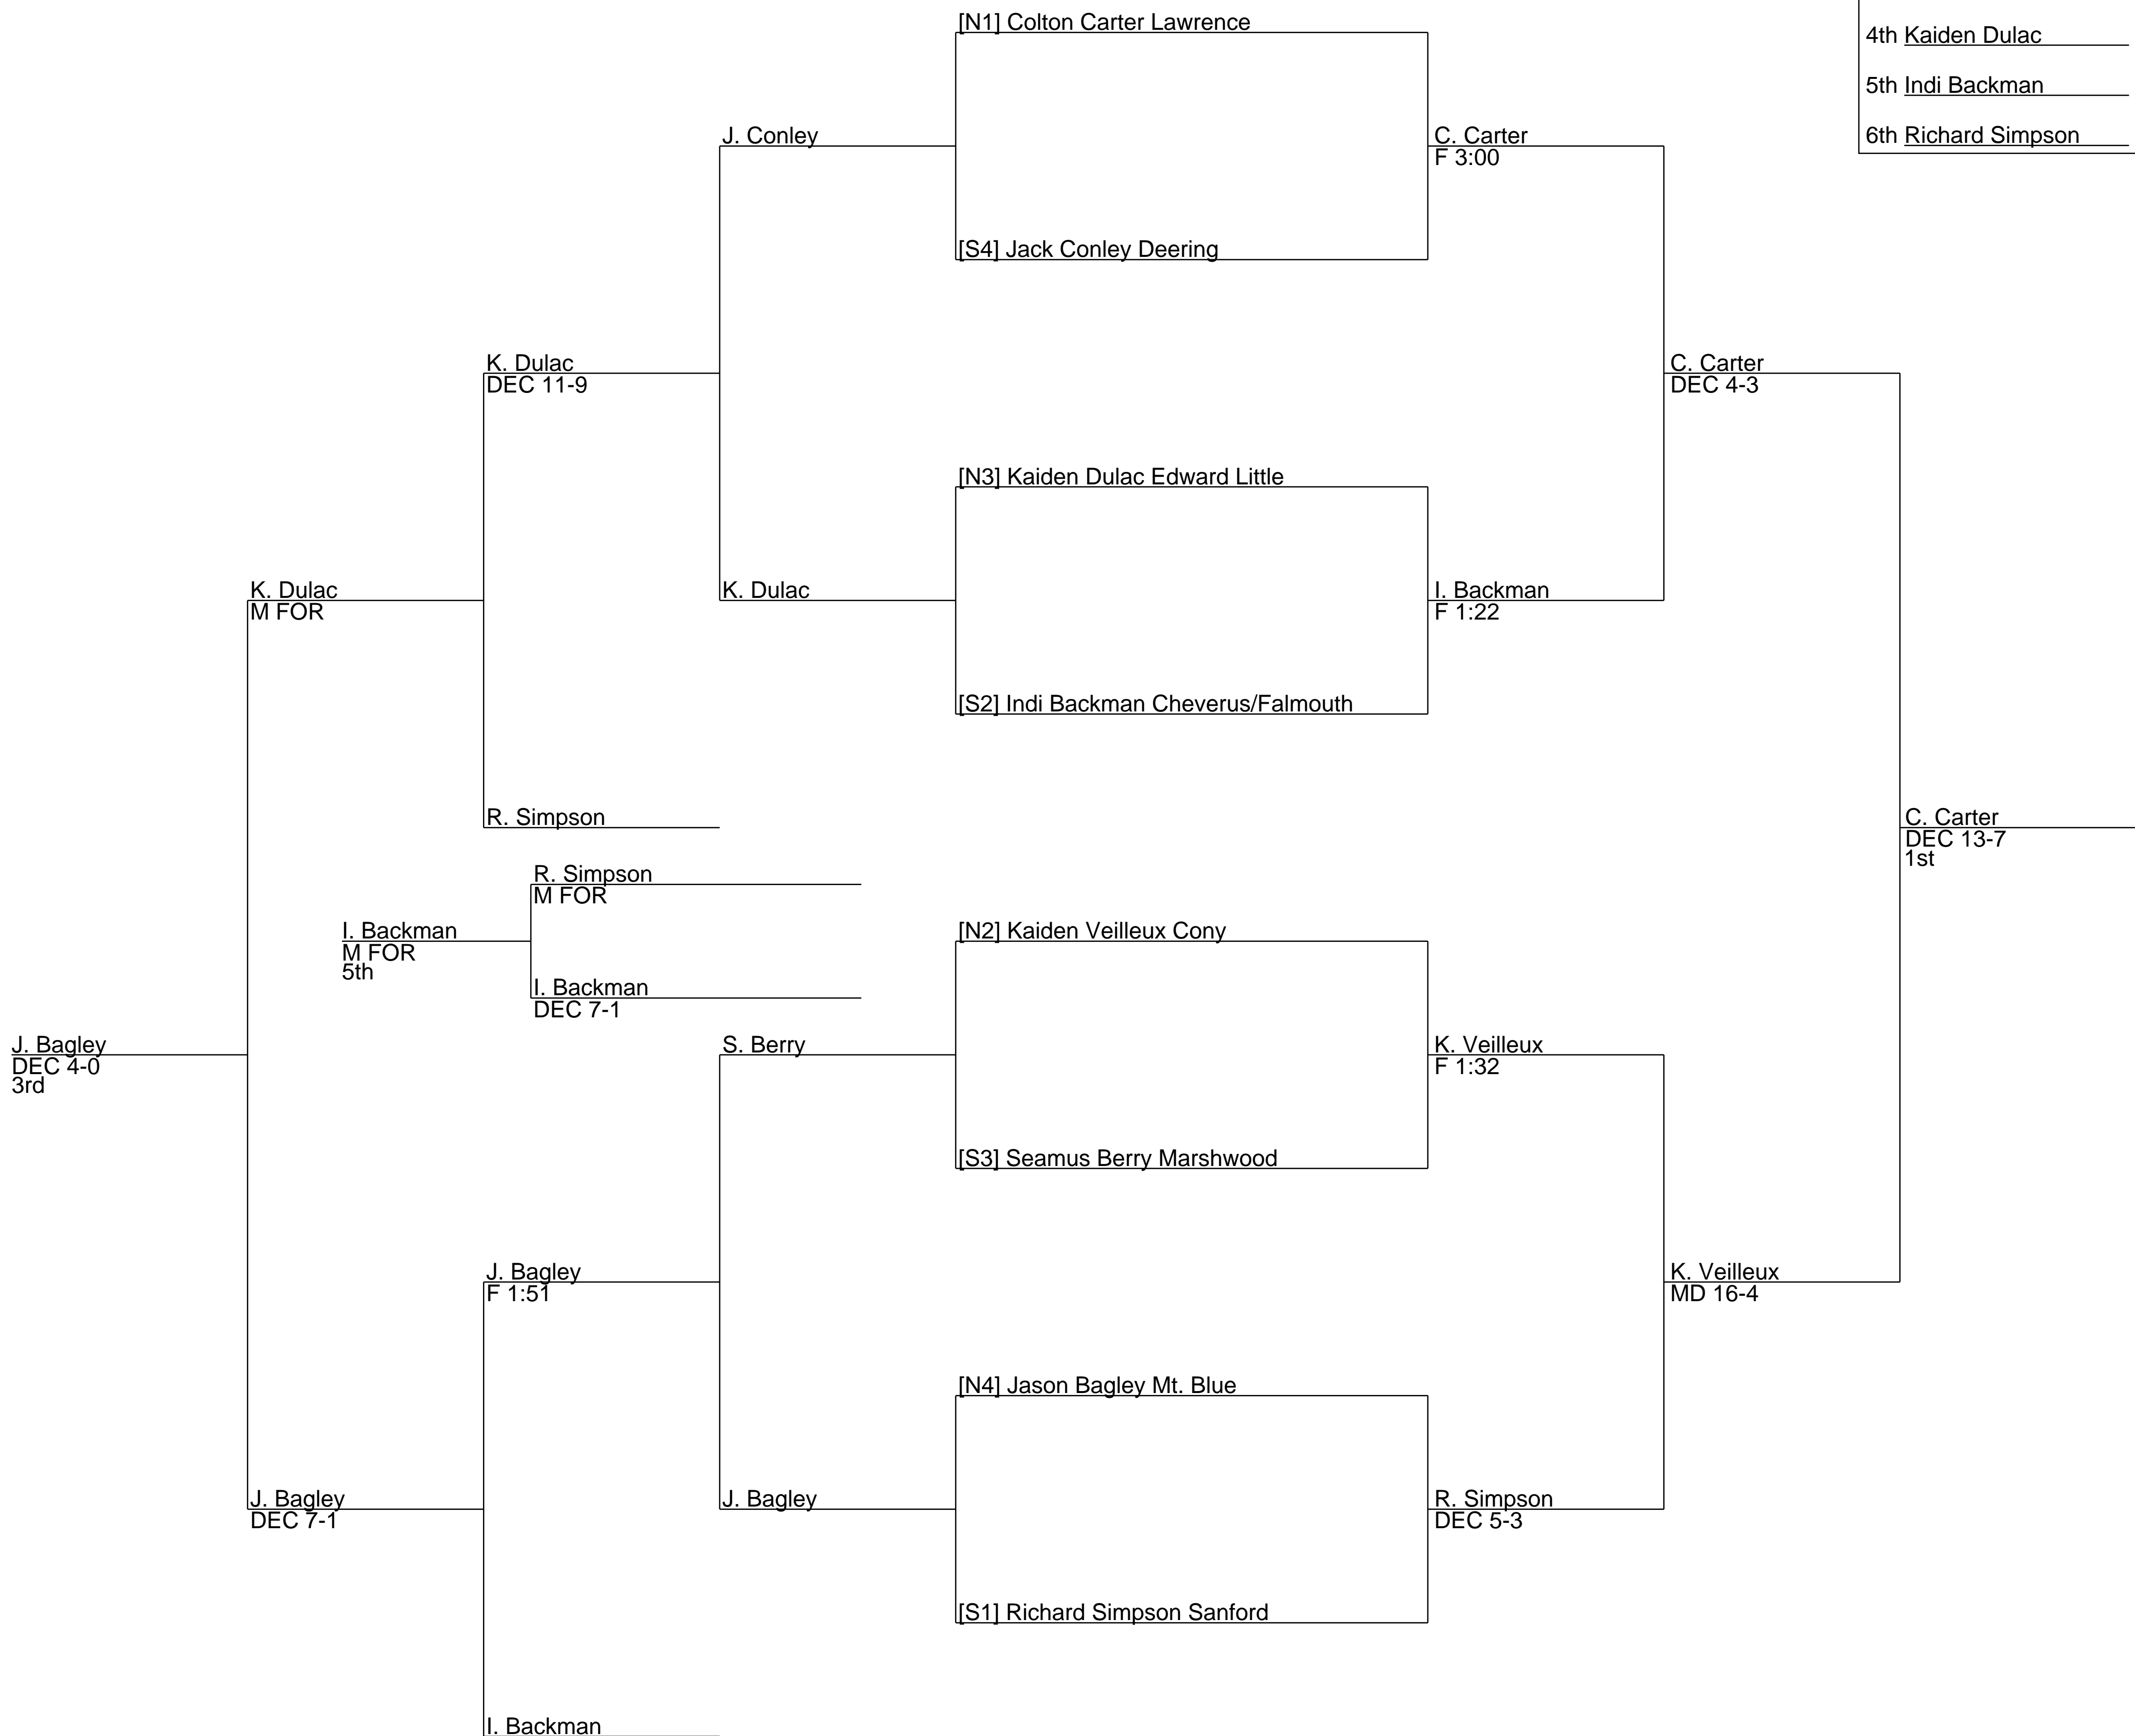 [N1] Colton Carter Lawrence
4th Kaiden Dulac
5th Indi Backman
J. Conley
C. Carter
6th Richard Simpson
F 3:00
[S4] Jack Conley Deering
K. Dulac
C. Carter
DEC 11-9
DEC 4-3
[N3] Kaiden Dulac Edward Little
K. Dulac
K. Dulac
I. Backman
M FOR
F 1:22
[S2] Indi Backman Cheverus/Falmouth
R. Simpson
C. Carter
DEC 13-7
1st
R. Simpson
M FOR
I. Backman
[N2] Kaiden Veilleux Cony
M FOR
5th
I. Backman
DEC 7-1
J. Bagley
S. Berry
K. Veilleux
DEC 4-0
F 1:32
3rd
[S3] Seamus Berry Marshwood
J. Bagley
K. Veilleux
F 1:51
MD 16-4
[N4] Jason Bagley Mt. Blue
J. Bagley
J. Bagley
R. Simpson
DEC 7-1
DEC 5-3
[S1] Richard Simpson Sanford
I. Backman